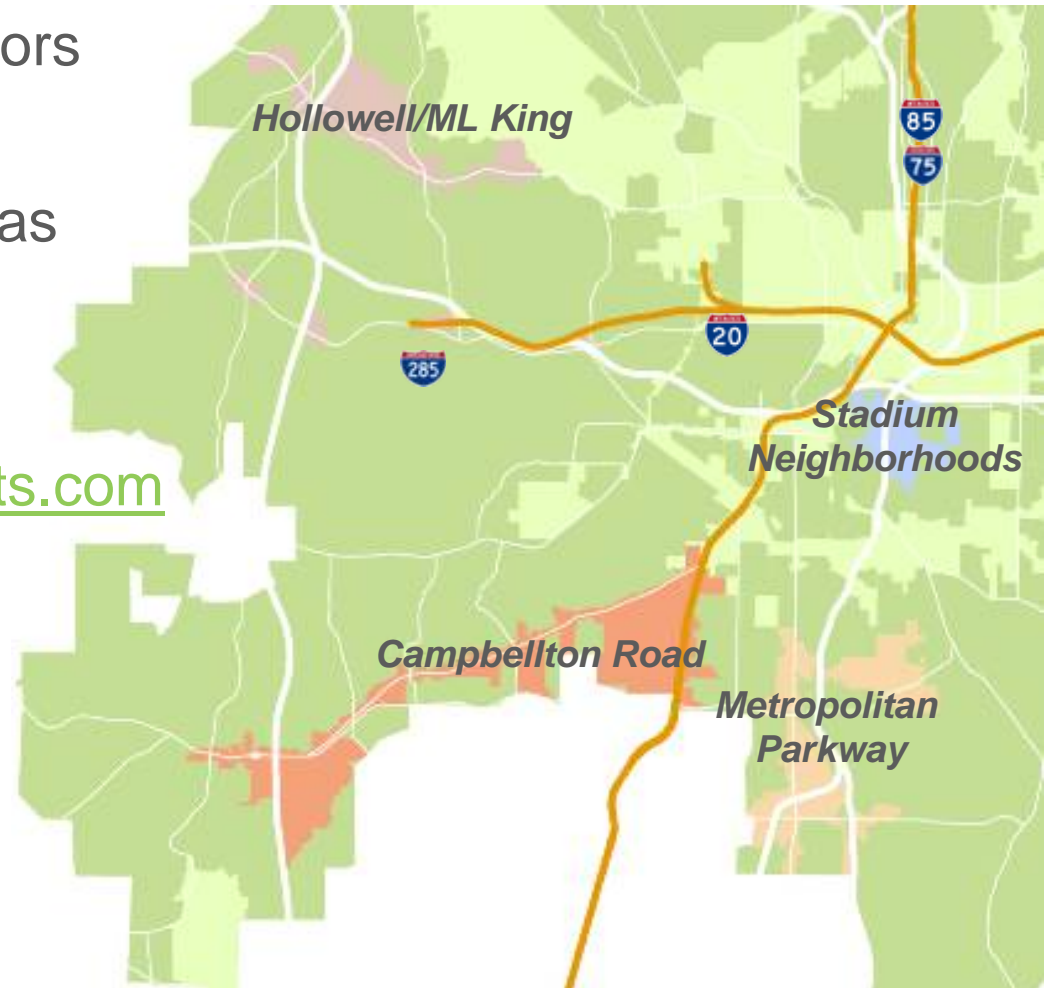 ors
Hollowell/ML King
85
75
as
20
285
Stadium
Neighborhoods
ts.com
Campbellton Road
Metropolitan
Parkway